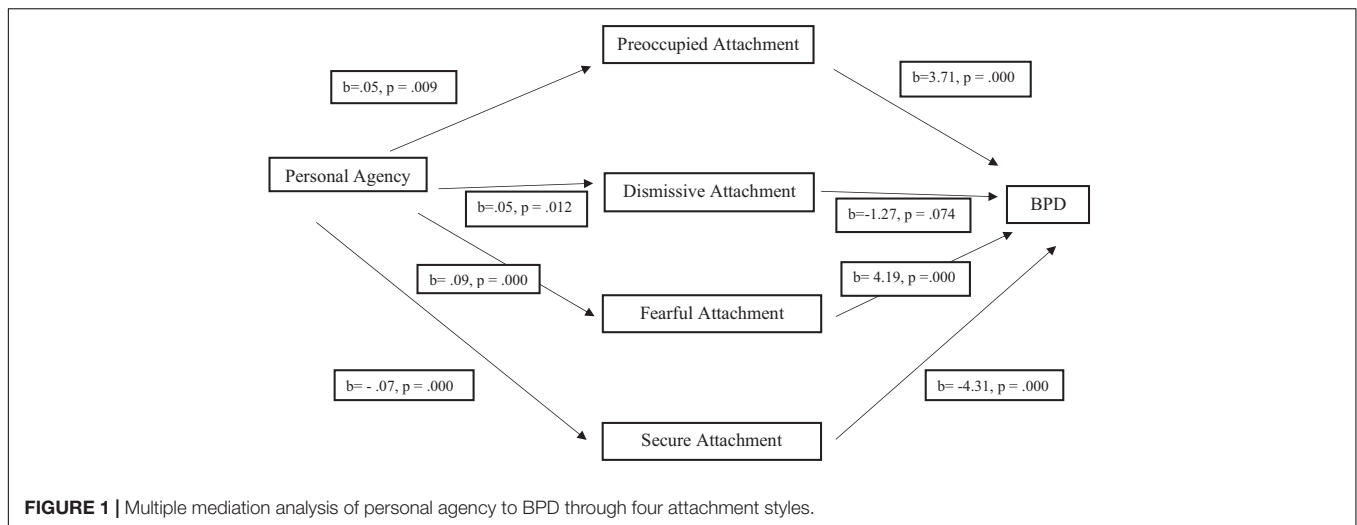 Preoccupied Attachment
b=.05, p = .009
b=3.71, p = .000
Personal Agency
Dismissive Attachment
BPD
b=.05, p = .012
b=-1.27, p = .074
b= .09, p = .000
b= 4.19, p =.000
Fearful Attachment
b= - .07, p = .000
b= -4.31, p = .000
Secure Attachment
FIGURE 1 | Multiple mediation analysis of personal agency to BPD through four attachment styles.